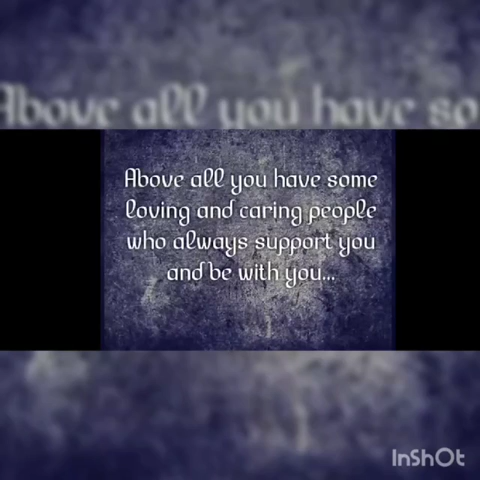 Above all you have so
Above all you have some
loving and caring people
who always support you
and be with you...
InShOt